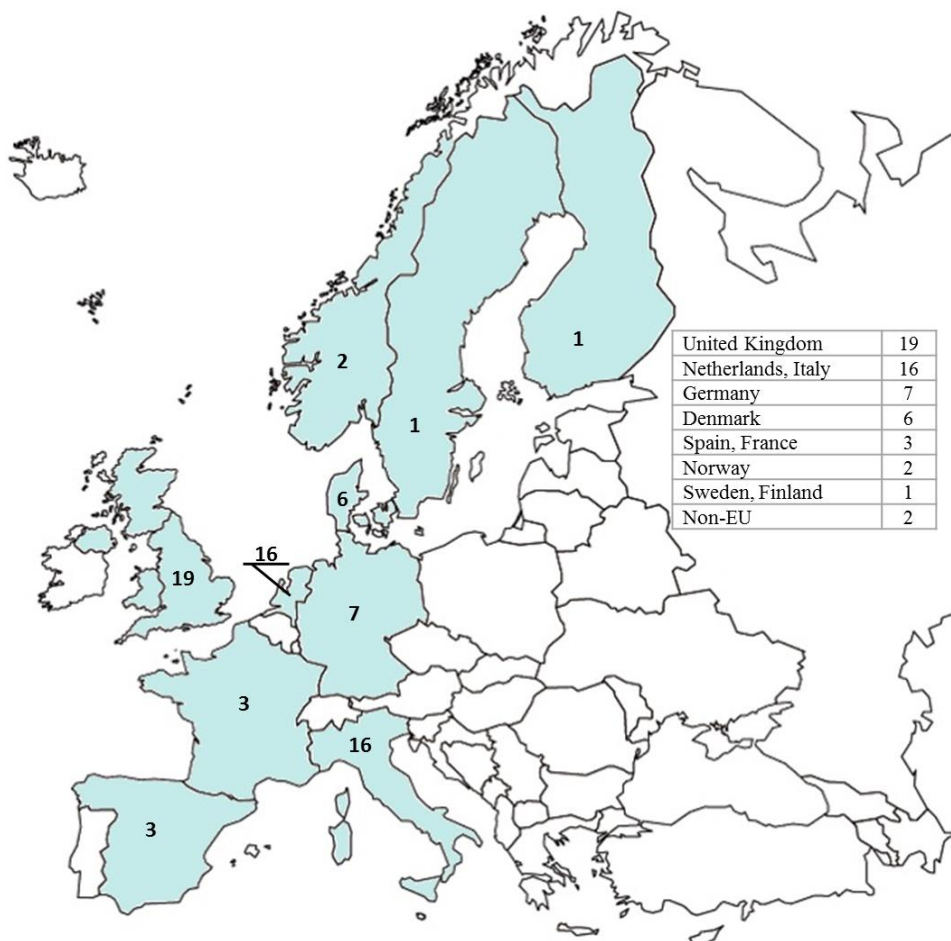 2
1
1
United Kingdom 19
Netherlands, Italy 16
Germany 7
Denmark 6
Spain, France 3
Norway 2
Sweden, Finland 1
Non-EU 2
6
16
19
7
3
16
3